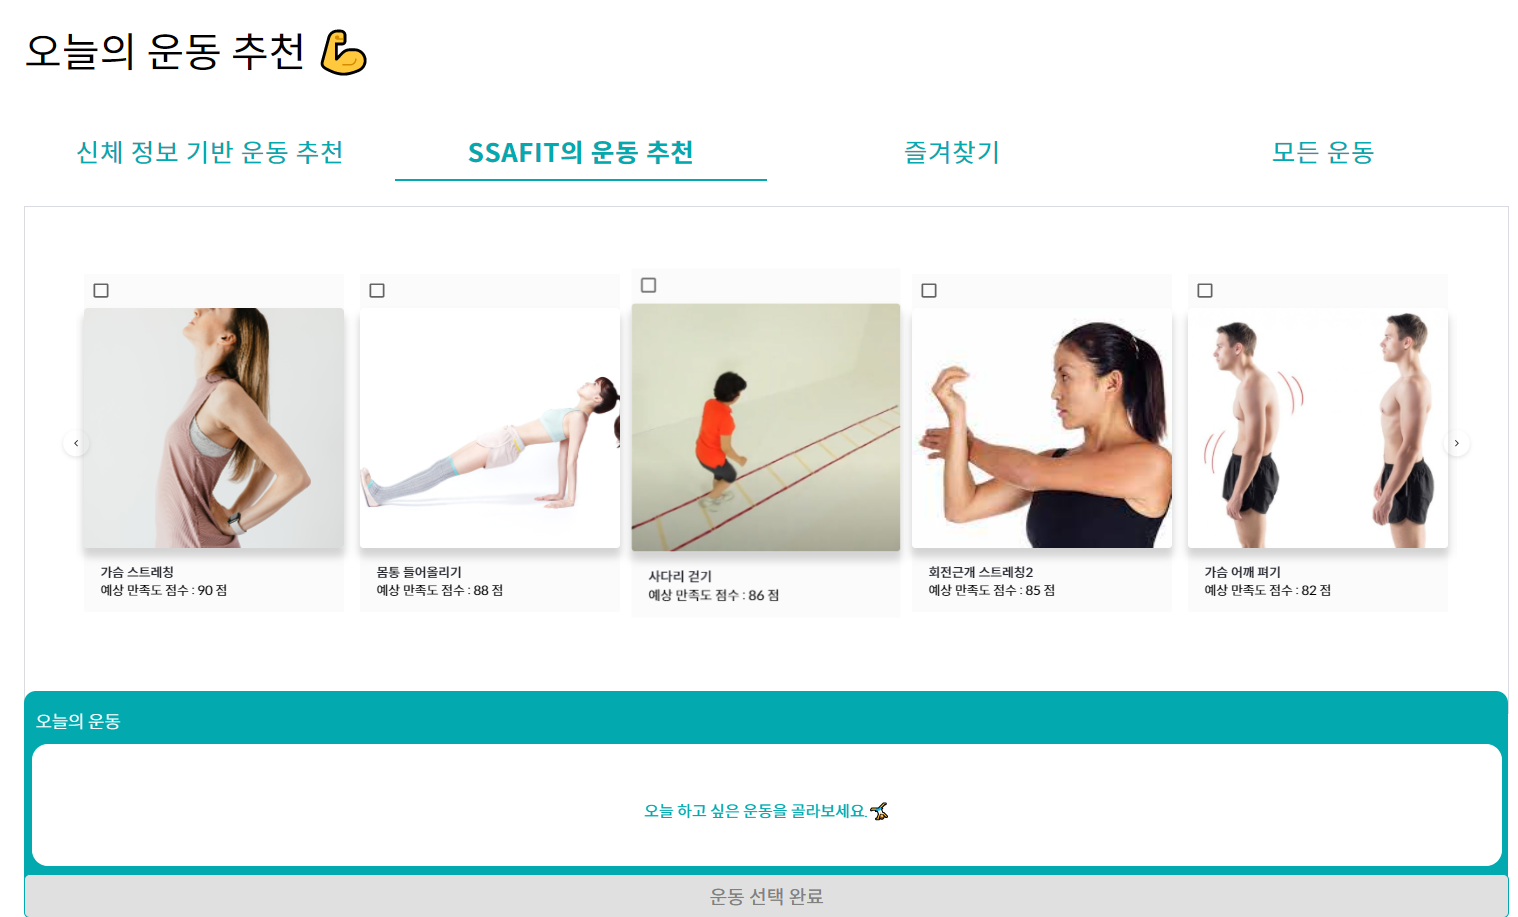 오늘의 운동 추천 💪
신체 정보 기반 운동 추천
SSAFIT의 운동 추천
즐겨찾기
모든 운동
가슴 스트레칭
예상 만족도 점수 : 90 점
몸통 들어올리기
예상 만족도 점수 : 88 점
사다리 걷기
예상 만족도 점수 : 86 점
회전근개 스트레칭2
예상 만족도 점수 : 85 점
가슴 어깨 펴기
예상 만족도 점수 : 82 점
오늘의 운동
오늘 하고 싶은 운동을 골라보세요.🤸
운동 선택 완료